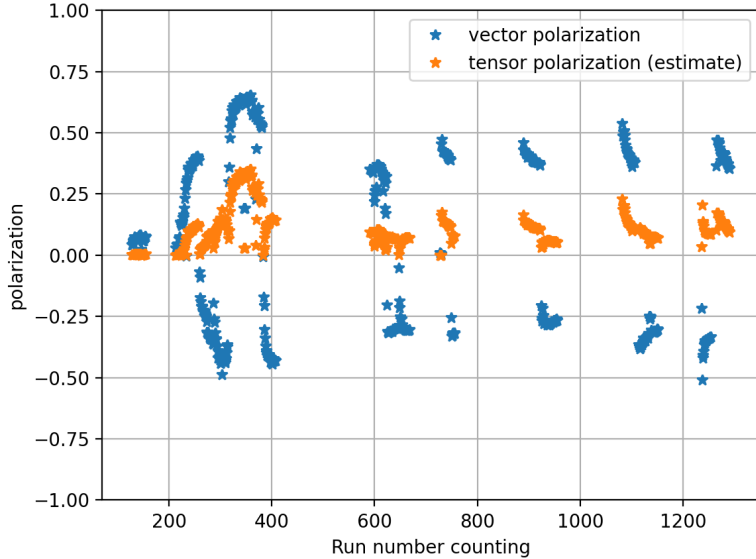 vector polarization
tensor polarization (estimate)
1.00
0.75
0.50
0.25
0.00
−0.25
−0.50
−0.75
−1.00
polarization
200 400 600 800 1000 1200
Run number counting